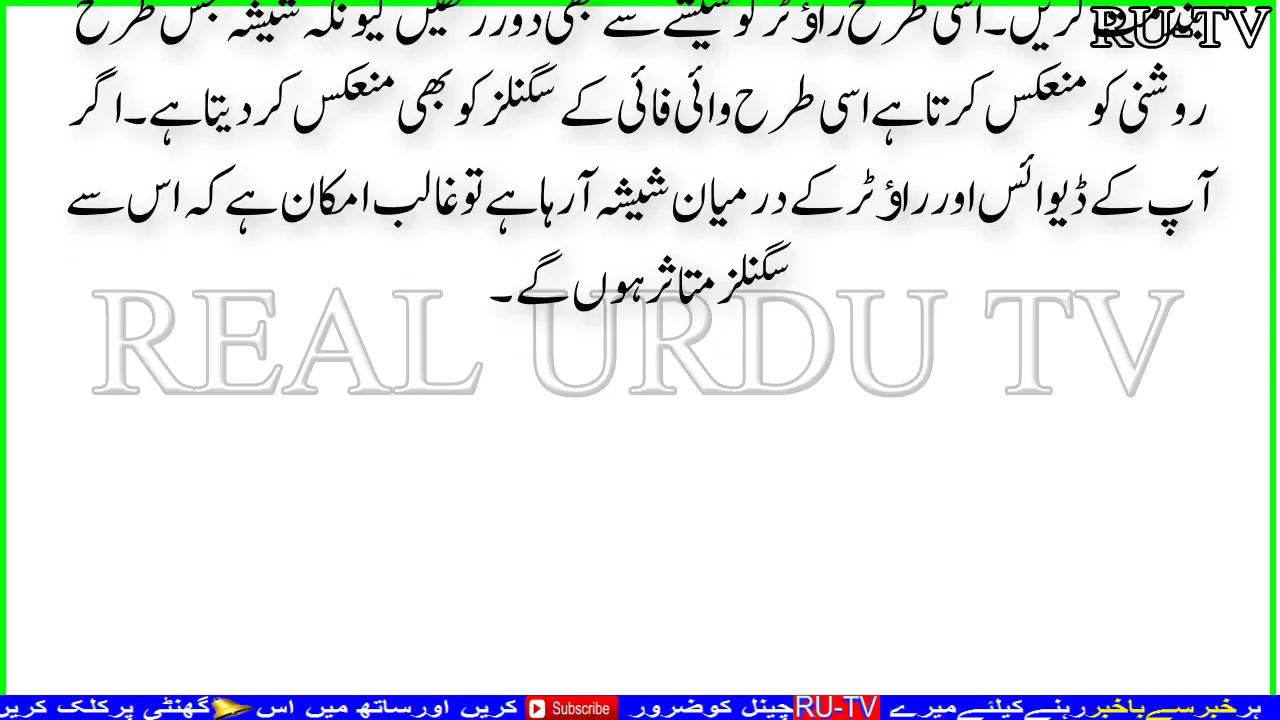 کریں۔ اسی طرح راؤٹر کو شیشے سے بھی دور رکھیں کیونکہ شیشہ جس طرح
RU-TV
روشنی کو منعکس کرتا ہے اسی طرح وائی فائی کے سگنلز کو بھی منعکس کر دیتا ہے۔ اگر
آپ کے ڈیوائس اور راؤٹر کے درمیان شیشہ آ رہا ہے تو غالب امکان ہے کہ اس سے
سگنلز متاثر ہوں گے۔
REAL URDU TV
ہر خبر سے باخبر رہنے کیلئے میرے RU-TV چینل کو ضرور Subscribe کریں اور ساتھ میں اس گھنٹی پر کلک کریں